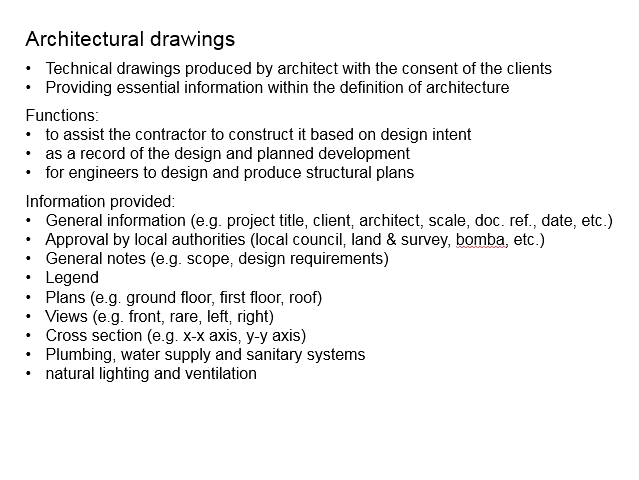 Architectural drawings
• Technical drawings produced by architect with the consent of the clients
• Providing essential information within the definition of architecture
Functions:
• to assist the contractor to construct it based on design intent
• as a record of the design and planned development
• for engineers to design and produce structural plans
Information provided:
• General information (e.g. project title, client, architect, scale, doc. ref., date, etc.)
• Approval by local authorities (local council, land & survey, bomba, etc.)
• General notes (e.g. scope, design requirements)
• Legend
• Plans (e.g. ground floor, first floor, roof)
• Views (e.g. front, rare, left, right)
• Cross section (e.g. x-x axis, y-y axis)
• Plumbing, water supply and sanitary systems
• natural lighting and ventilation